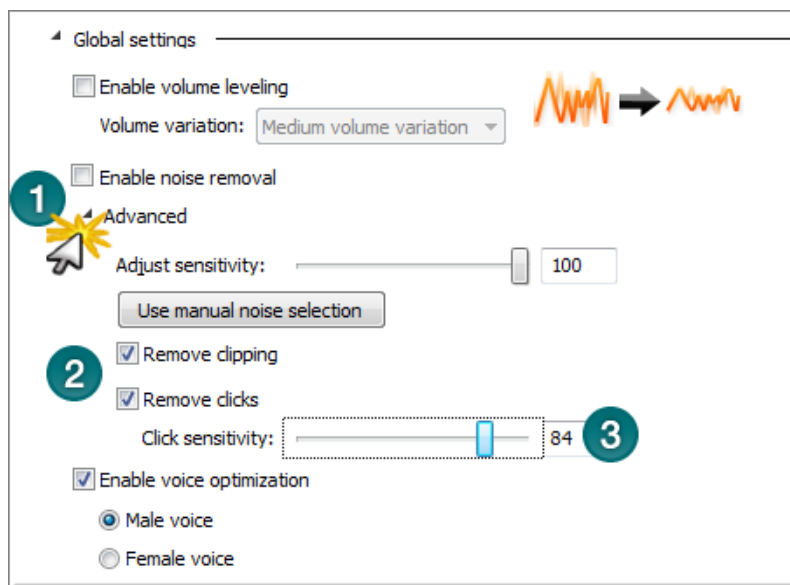 Global settings
Enable volume leveling
Volume variation: Medium volume variation
Enable noise removal
1
Advanced
Adjust sensitivity: 100
Use manual noise selection
2
Remove clipping
Remove clicks
Click sensitivity: 84 3
Enable voice optimization
Male voice
Female voice